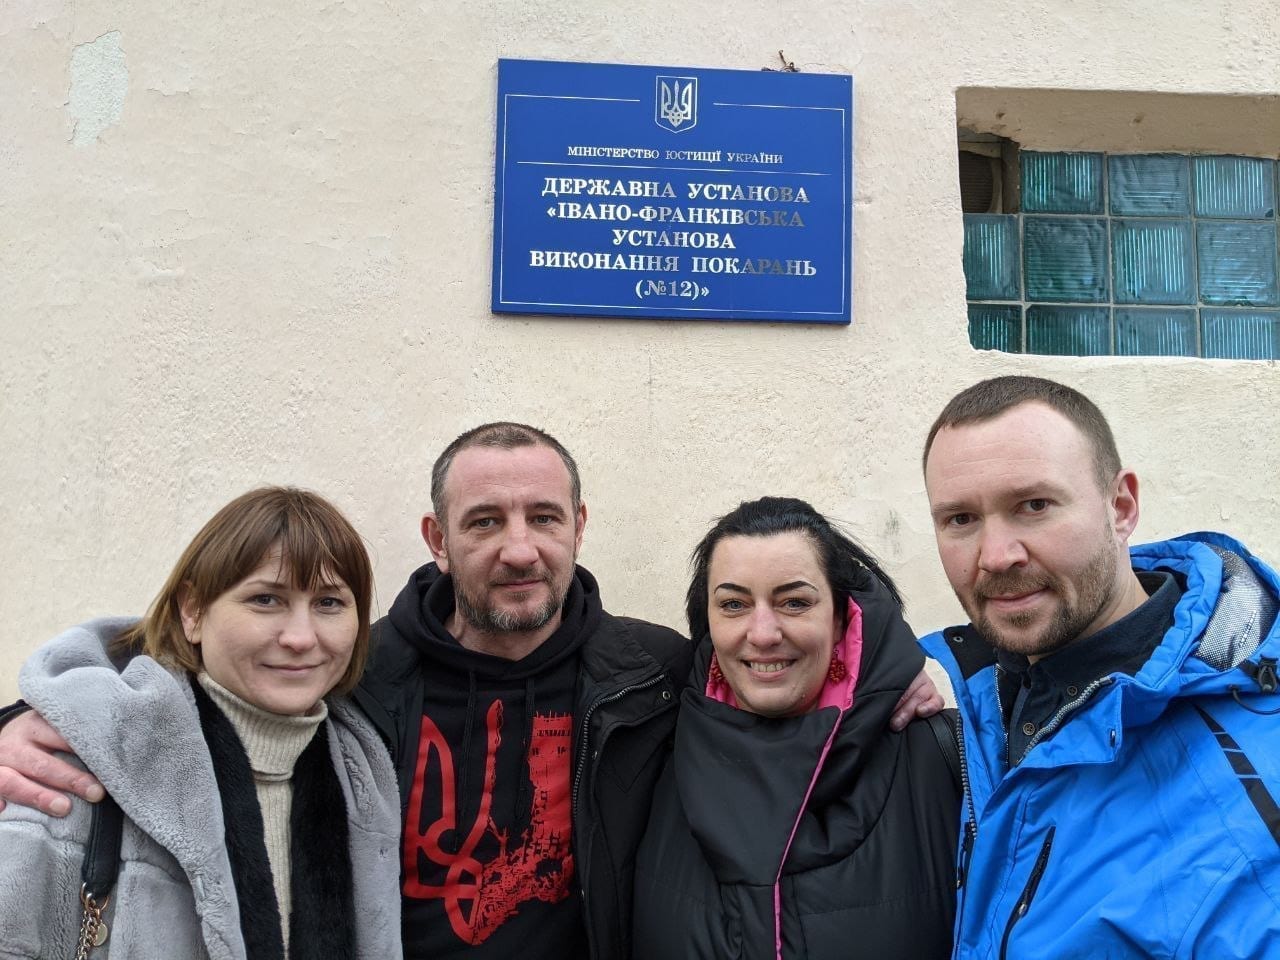 МІНІСТЕРСТВО ЮСТИЦІЇ УКРАЇНИ
ДЕРЖАВНА УСТАНОВА
«ІВАНО-ФРАНКІВСЬКА
УСТАНОВА
ВИКОНАННЯ ПОКАРАНЬ
(№12)»